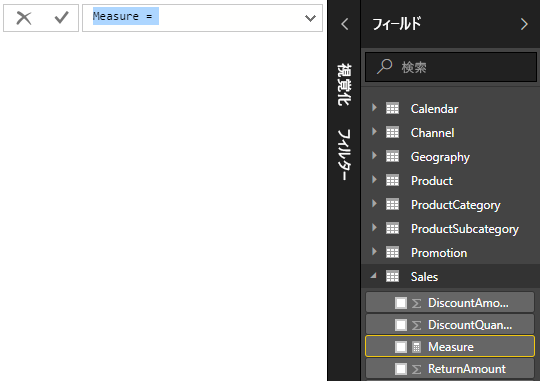 Measure =
視覚化
フィルター
フィールド
検索
Calendar
Channel
Geography
Product
ProductCategory
ProductSubcategory
Promotion
Sales
DiscountAmo...
DiscountQuan...
Measure
ReturnAmount